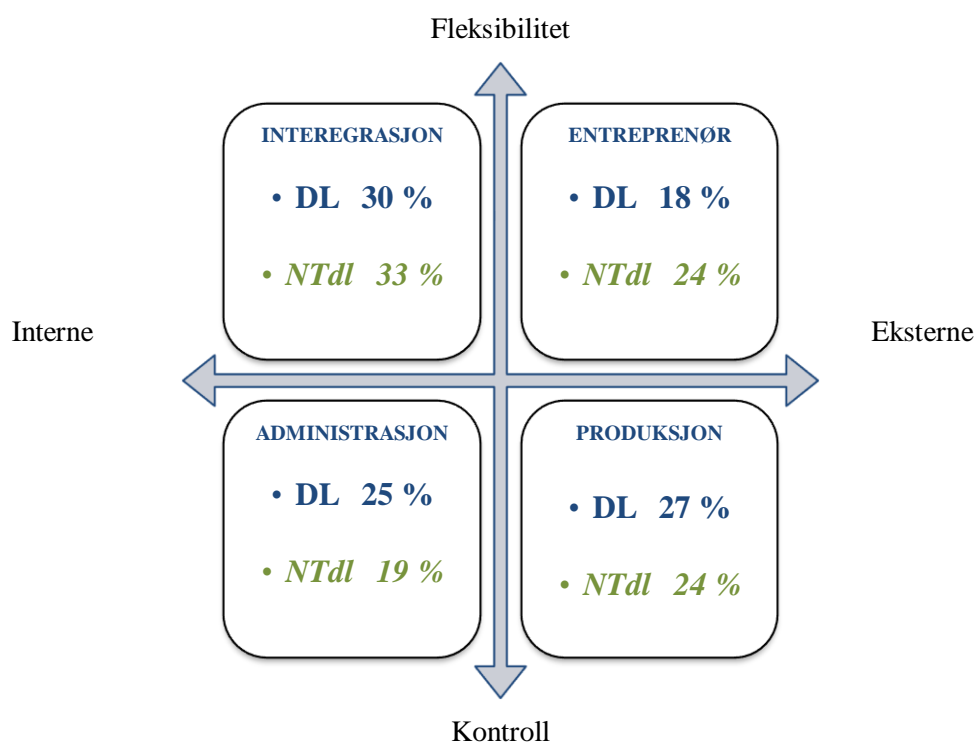 Fleksibilitet
INTEREGRASJON
• DL 30 %
• NTdl 33 %
ENTREPRENØR
• DL 18 %
• NTdl 24 %
Interne
Eksterne
ADMINISTRASJON
• DL 25 %
• NTdl 19 %
PRODUKSJON
• DL 27 %
• NTdl 24 %
Kontroll